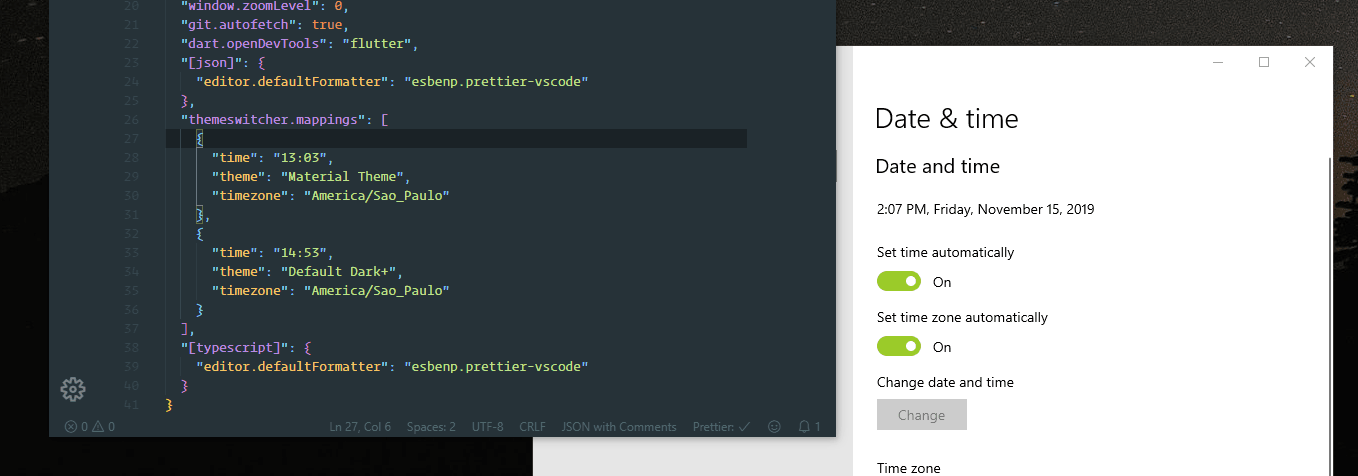 20 "window.zoomLevel": 0,
21 "git.autofetch": true,
22 "dart.openDevTools": "flutter",
23 "[json]": {
24 "editor.defaultFormatter": "esbenp.prettier-vscode"
25 },
26 "themeswitcher.mappings": [
27 {
28 "time": "13:03",
29 "theme": "Material Theme",
30 "timezone": "America/Sao_Paulo"
31 },
32 {
33 "time": "14:53",
34 "theme": "Default Dark+",
35 "timezone": "America/Sao_Paulo"
36 }
37 ],
38 "[typescript]": {
39 "editor.defaultFormatter": "esbenp.prettier-vscode"
40 }
41 }
0 0 Ln 27, Col 6 Spaces: 2 UTF-8 CRLF JSON with Comments Prettier: ✓ 1
Date & time
Date and time
2:07 PM, Friday, November 15, 2019
Set time automatically
On
Set time zone automatically
On
Change date and time
Change
Time zone